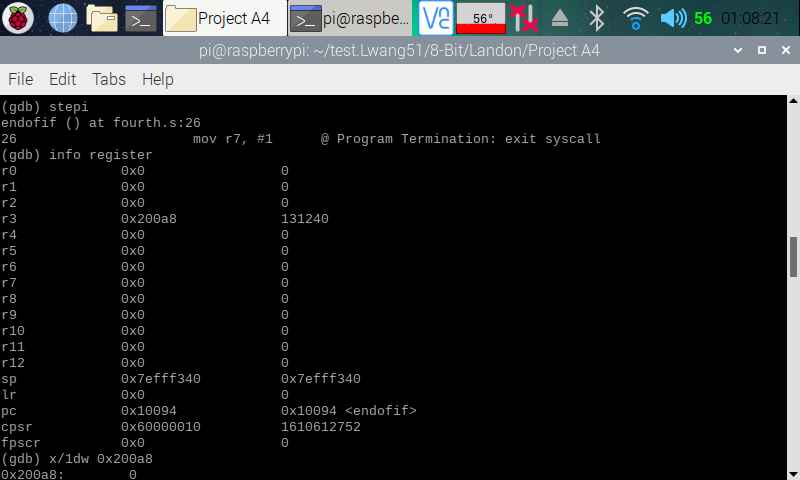 Project A4
pi@raspbe...
56°
56
01:08:21
pi@raspberrypi: ~/test.Lwang51/8-Bit/Landon/Project A4
File Edit Tabs Help
(gdb) stepi
endofif () at fourth.s:26
26                      mov r7, #1      @ Program Termination: exit syscall
(gdb) info register
r0             0x0                 0
r1             0x0                 0
r2             0x0                 0
r3             0x200a8             131240
r4             0x0                 0
r5             0x0                 0
r6             0x0                 0
r7             0x0                 0
r8             0x0                 0
r9             0x0                 0
r10            0x0                 0
r11            0x0                 0
r12            0x0                 0
sp             0x7efff340          0x7efff340
lr             0x0                 0
pc             0x10094             0x10094 <endofif>
cpsr           0x60000010          1610612752
fpscr          0x0                 0
(gdb) x/1dw 0x200a8
0x200a8:        0